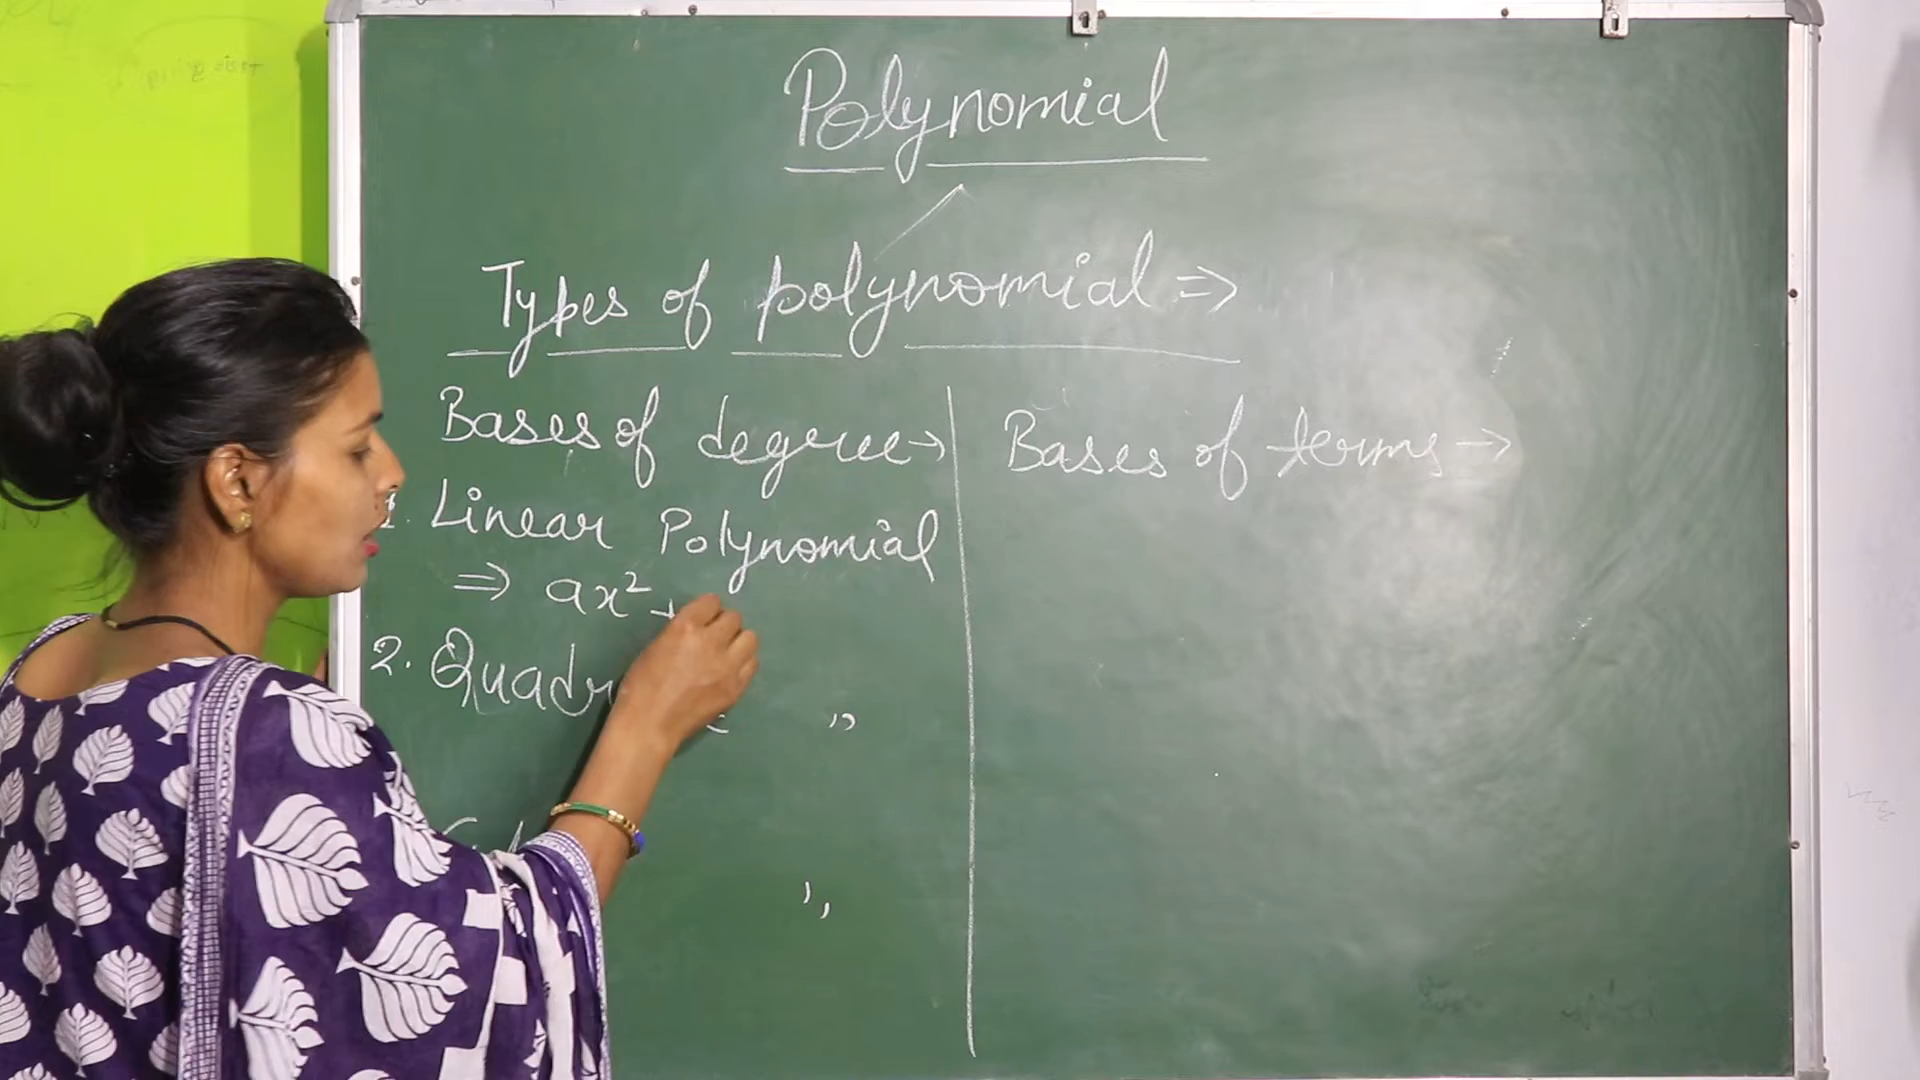 Polynomial
Types of polynomial ⇒
Bases of degree →
1. Linear Polynomial
⇒ ax² +
2. Quadr ,,
,,
Bases of terms →